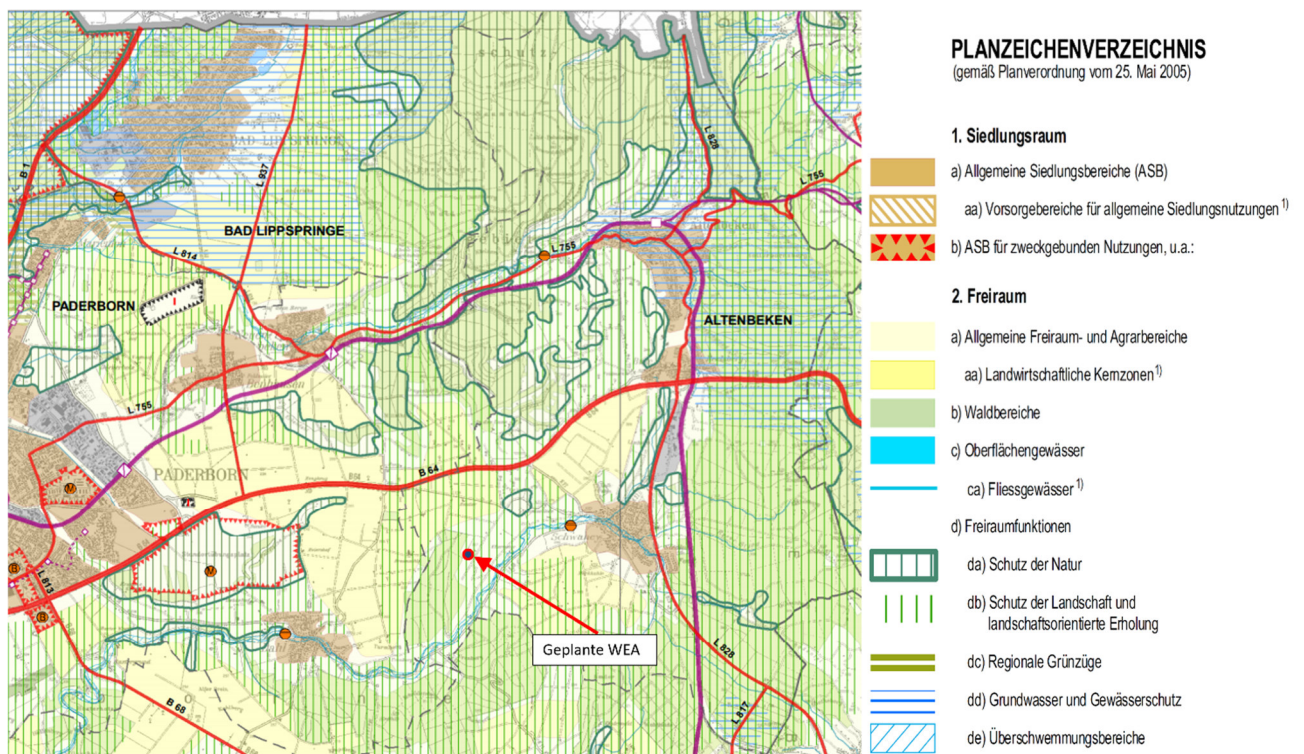 schutz
B 1
L 937
L 828
L 755
BAD LIPPSPRINGE
L 755
L 814
PADERBORN
ALTENBEKEN
L 755
PADERBORN
B 64
Schwaney
L 813
Geplante WEA
L 828
B 68
L 817
PLANZEICHENVERZEICHNIS
(gemäß Planverordnung vom 25. Mai 2005)
1. Siedlungsraum
a) Allgemeine Siedlungsbereiche (ASB)
aa) Vorsorgebereiche für allgemeine Siedlungsnutzungen 1)
b) ASB für zweckgebunden Nutzungen, u.a.:
2. Freiraum
a) Allgemeine Freiraum- und Agrarbereiche
aa) Landwirtschaftliche Kernzonen 1)
b) Waldbereiche
c) Oberflächengewässer
ca) Fliessgewässer 1)
d) Freiraumfunktionen
da) Schutz der Natur
db) Schutz der Landschaft und
landschaftsorientierte Erholung
dc) Regionale Grünzüge
dd) Grundwasser und Gewässerschutz
de) Überschwemmungsbereiche